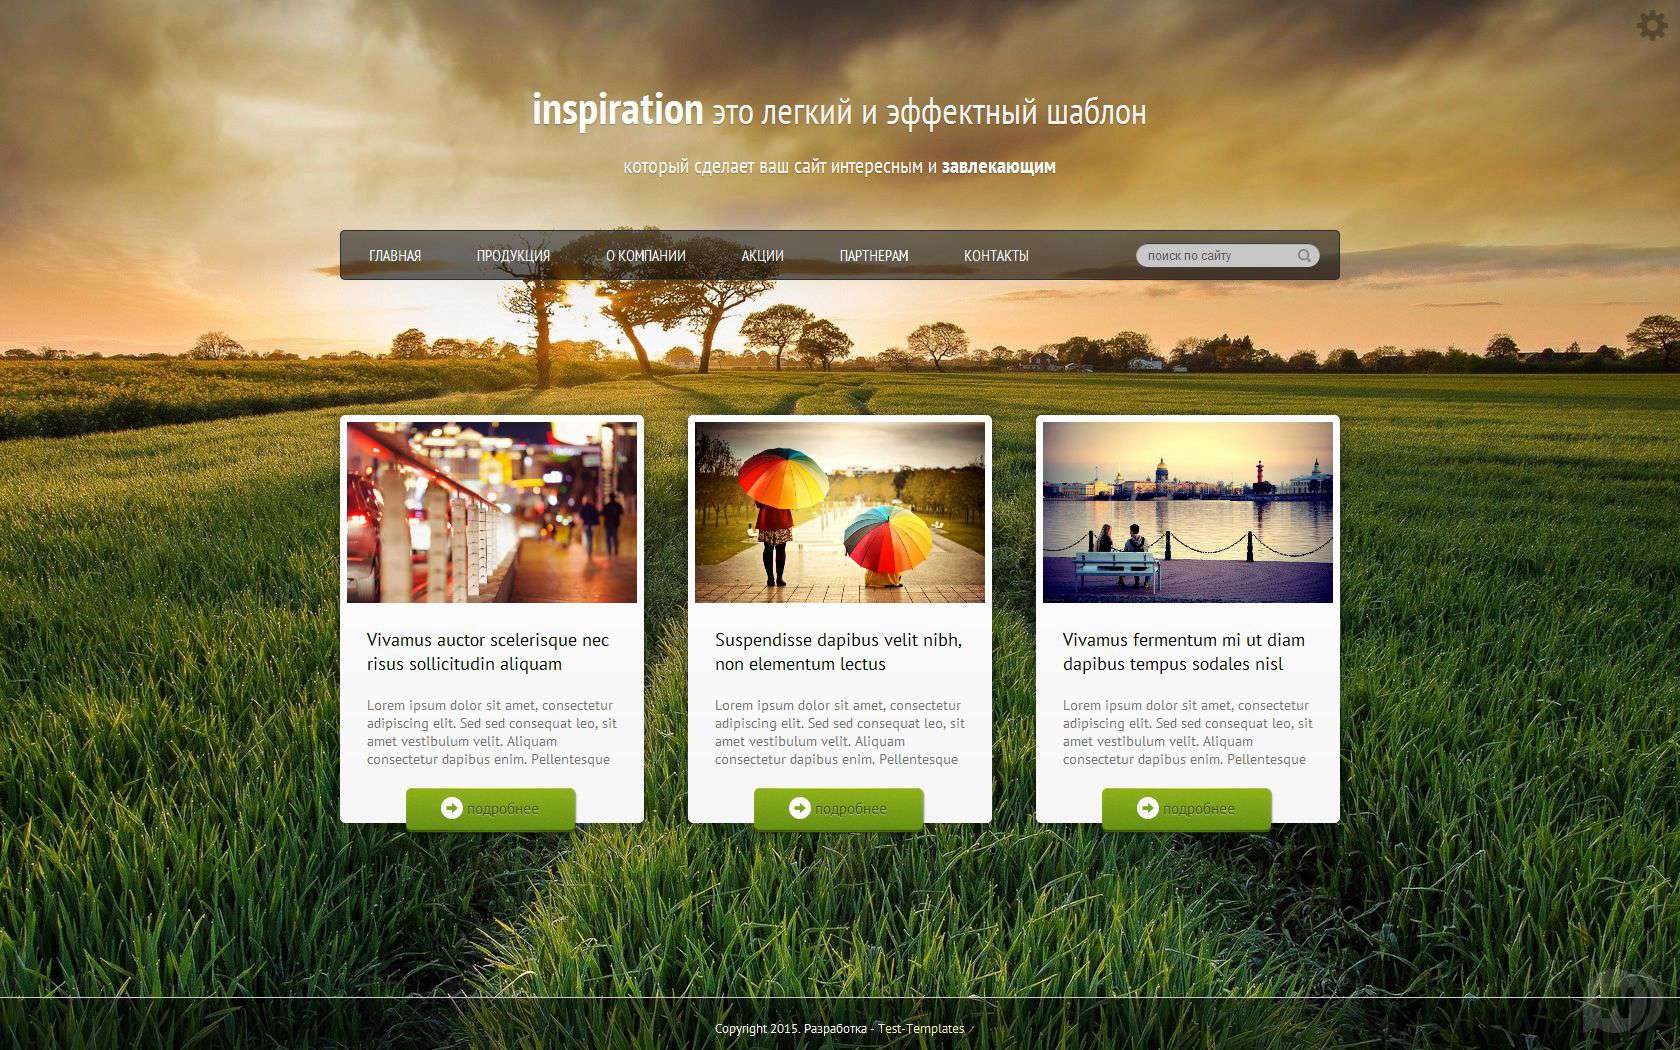 inspiration это легкий и эффектный шаблон
который сделает ваш сайт интересным и завлекающим
ГЛАВНАЯ ПРОДУКЦИЯ О КОМПАНИИ АКЦИИ ПАРТНЕРАМ КОНТАКТЫ поиск по сайту
Vivamus auctor scelerisque nec
risus sollicitudin aliquam
Lorem ipsum dolor sit amet, consectetur
adipiscing elit. Sed sed consequat leo, sit
amet vestibulum velit. Aliquam
consectetur dapibus enim. Pellentesque
подробнее
Suspendisse dapibus velit nibh,
non elementum lectus
Lorem ipsum dolor sit amet, consectetur
adipiscing elit. Sed sed consequat leo, sit
amet vestibulum velit. Aliquam
consectetur dapibus enim. Pellentesque
подробнее
Vivamus fermentum mi ut diam
dapibus tempus sodales nisl
Lorem ipsum dolor sit amet, consectetur
adipiscing elit. Sed sed consequat leo, sit
amet vestibulum velit. Aliquam
consectetur dapibus enim. Pellentesque
подробнее
Copyright 2015. Разработка - Test-Templates